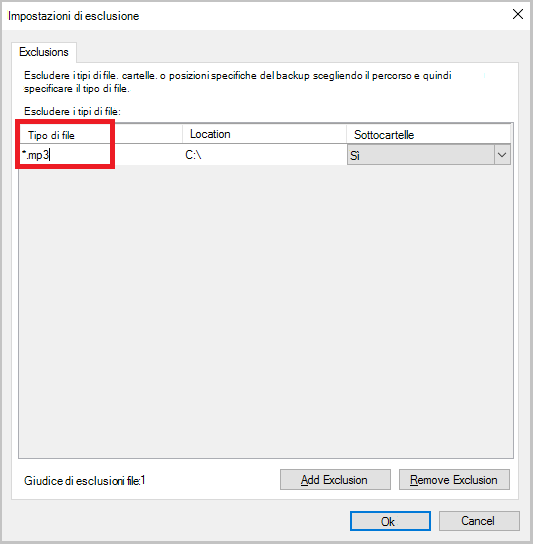 Impostazioni di esclusione
Exclusions
Escludere i tipi di file. cartelle. o posizioni specifiche del backup scegliendo il percorso e quindi
specificare il tipo di file.
Escludere i tipi di file:
Tipo di file Location Sottocartelle
*.mp3 C:\ Sì
Giudice di esclusioni file:1
Add Exclusion Remove Exclusion
Ok Cancel